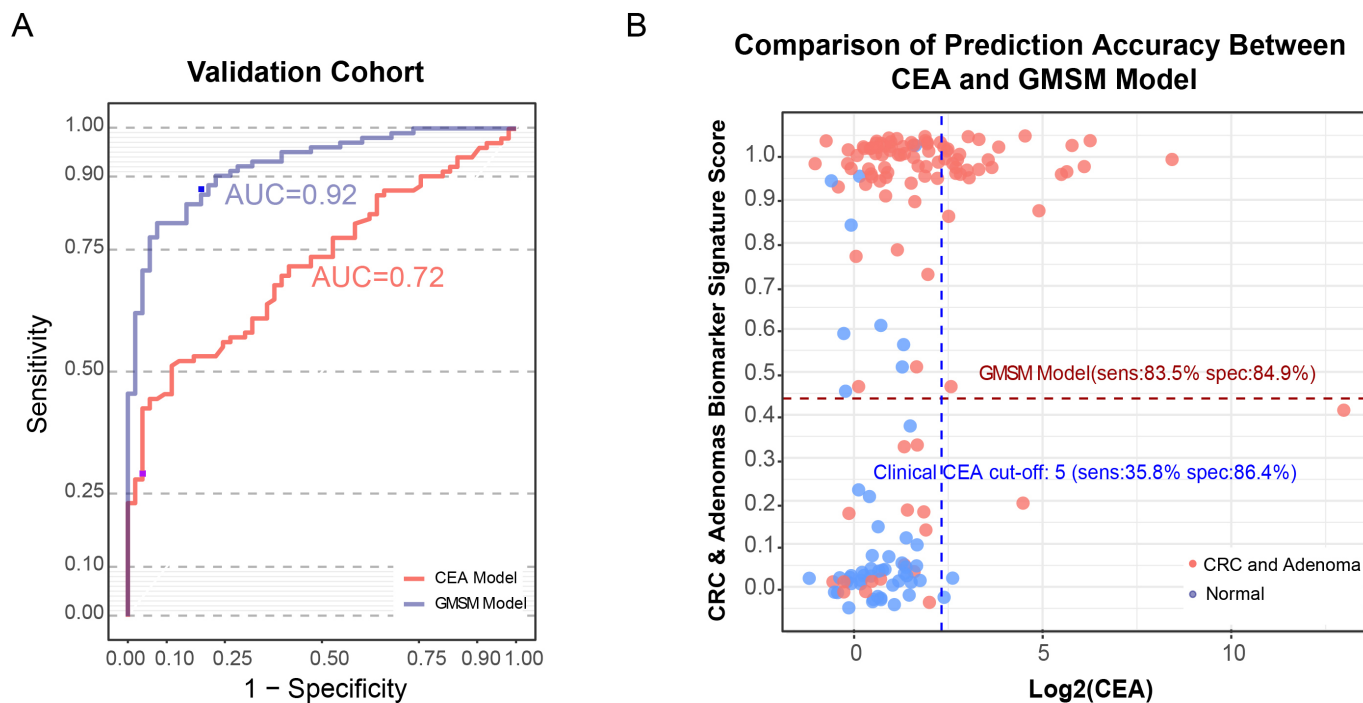 A
Validation Cohort
Sensitivity
1.00
0.90
0.75
0.50
0.25
0.10
0.00
AUC=0.92
AUC=0.72
CEA Model
GMSM Model
0.00 0.10 0.25 0.50 0.75 0.90 1.00
1 − Specificity
B
Comparison of Prediction Accuracy Between
CEA and GMSM Model
CRC & Adenomas Biomarker Signature Score
1.0
0.9
0.8
0.7
0.6
0.5
0.4
0.3
0.2
0.1
0.0
GMSM Model(sens:83.5% spec:84.9%)
Clinical CEA cut-off: 5 (sens:35.8% spec:86.4%)
CRC and Adenoma
Normal
0 5 10
Log2(CEA)